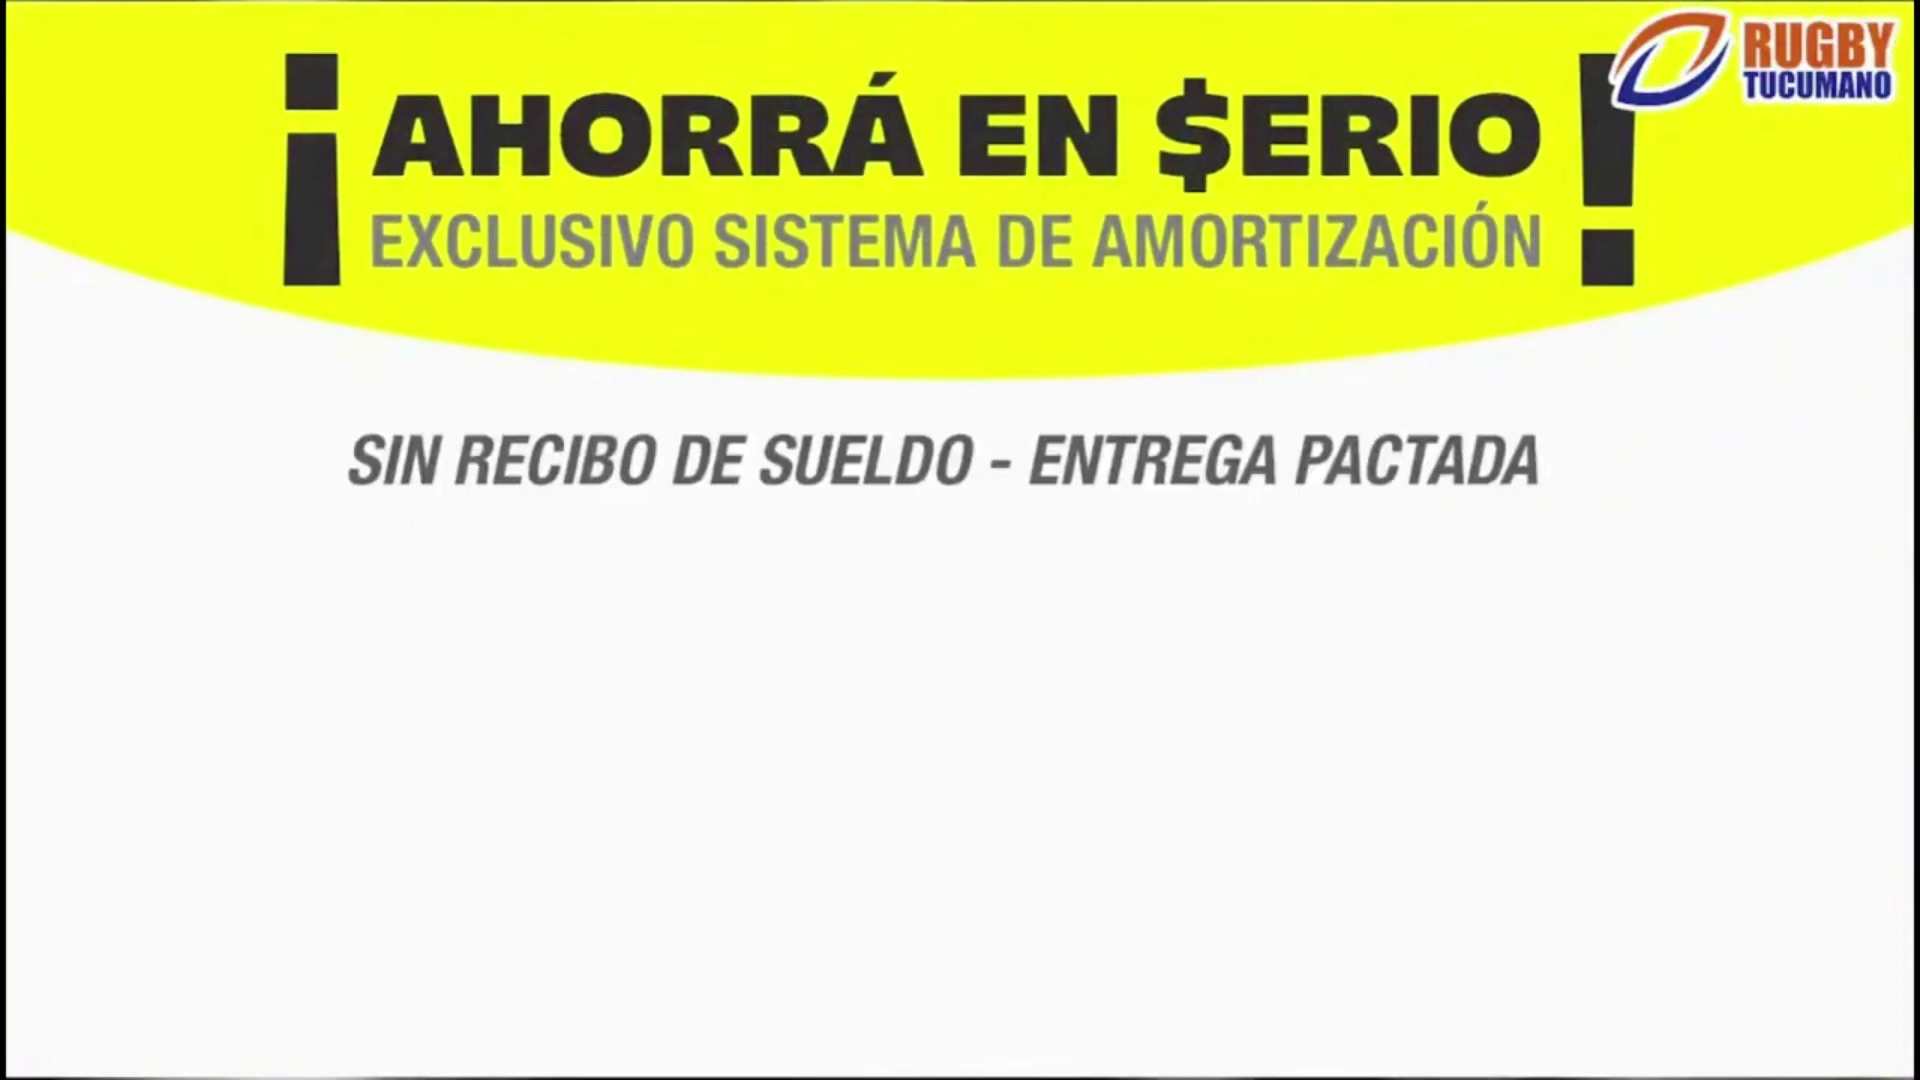 RUGBY
TUCUMANO
¡AHORRÁ EN $ERIO!
EXCLUSIVO SISTEMA DE AMORTIZACIÓN
SIN RECIBO DE SUELDO - ENTREGA PACTADA